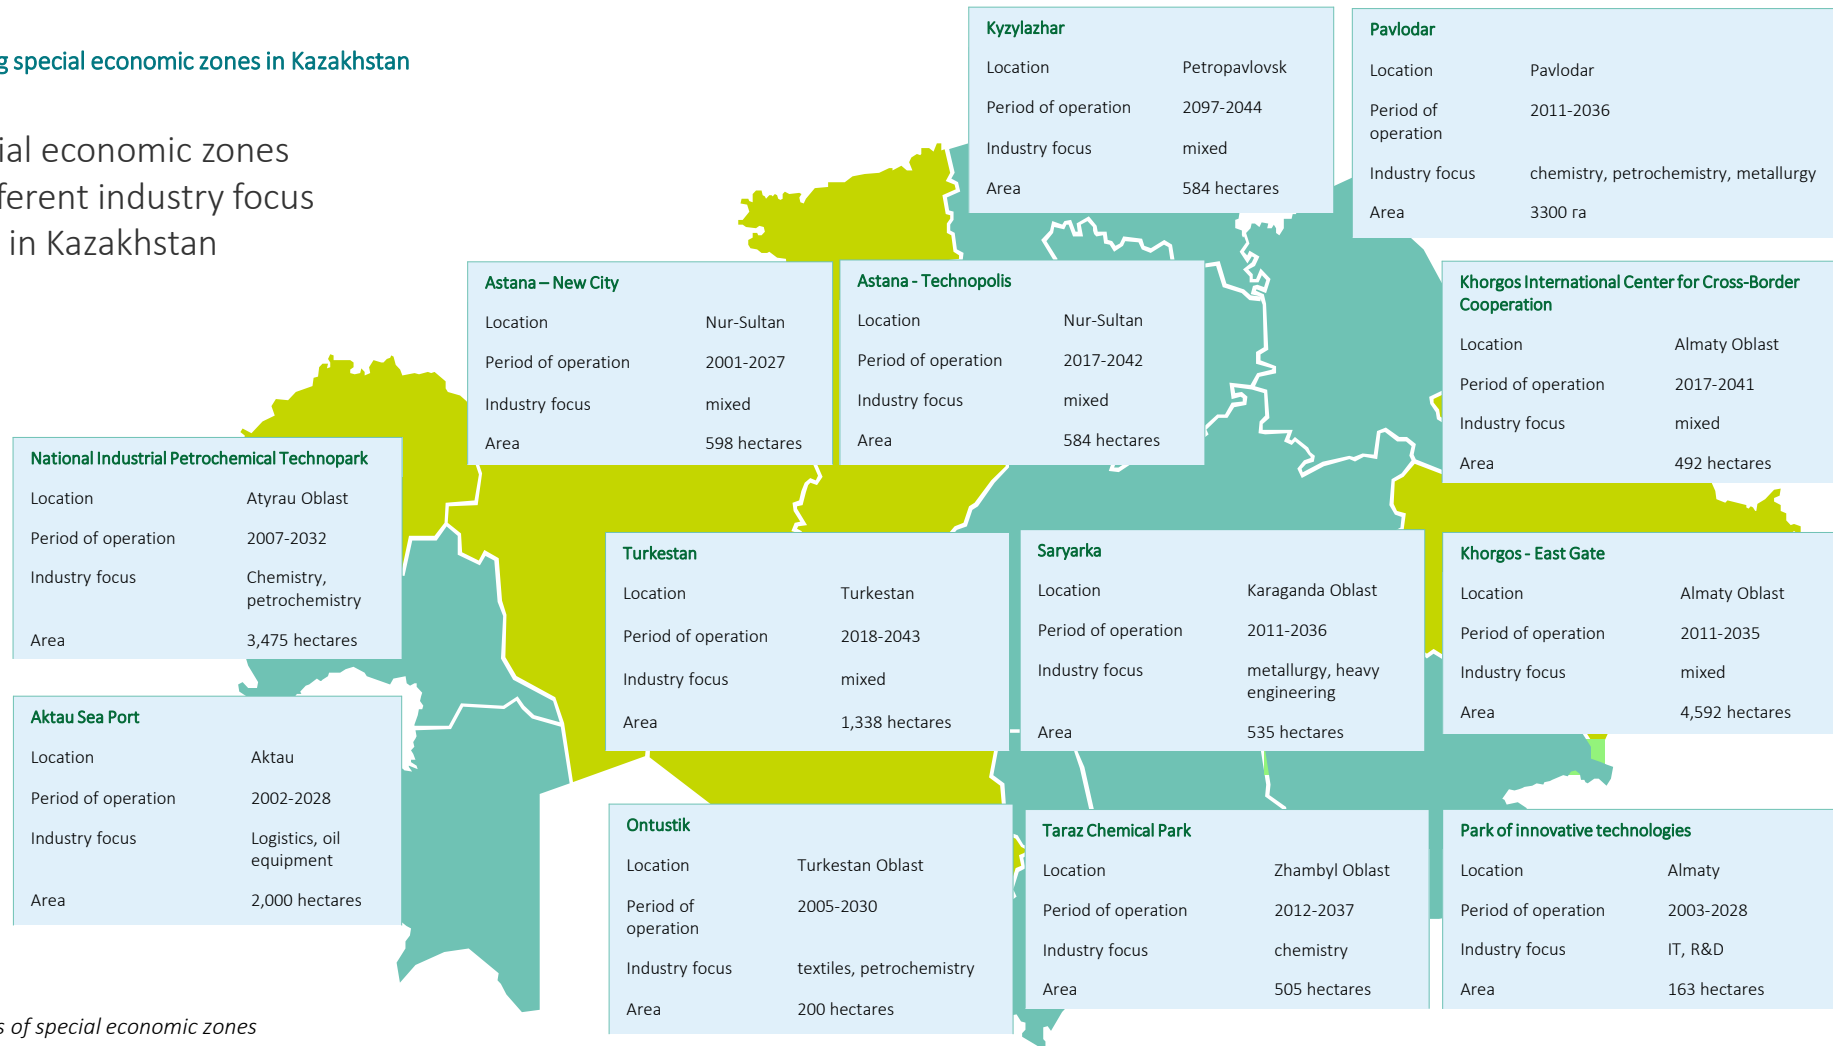 g special economic zones in Kazakhstan
ial economic zones
ferent industry focus
in Kazakhstan
Kyzylazhar
Location Petropavlovsk
Period of operation 2097-2044
Industry focus mixed
Area 584 hectares
Pavlodar
Location Pavlodar
Period of
operation 2011-2036
Industry focus chemistry, petrochemistry, metallurgy
Area 3300 га
Astana – New City
Location Nur-Sultan
Period of operation 2001-2027
Industry focus mixed
Area 598 hectares
Astana - Technopolis
Location Nur-Sultan
Period of operation 2017-2042
Industry focus mixed
Area 584 hectares
Khorgos International Center for Cross-Border
Cooperation
Location Almaty Oblast
Period of operation 2017-2041
Industry focus mixed
Area 492 hectares
National Industrial Petrochemical Technopark
Location Atyrau Oblast
Period of operation 2007-2032
Industry focus Chemistry,
petrochemistry
Area 3,475 hectares
Turkestan
Location Turkestan
Period of operation 2018-2043
Industry focus mixed
Area 1,338 hectares
Saryarka
Location Karaganda Oblast
Period of operation 2011-2036
Industry focus metallurgy, heavy
engineering
Area 535 hectares
Khorgos - East Gate
Location Almaty Oblast
Period of operation 2011-2035
Industry focus mixed
Area 4,592 hectares
Aktau Sea Port
Location Aktau
Period of operation 2002-2028
Industry focus Logistics, oil
equipment
Area 2,000 hectares
Ontustik
Location Turkestan Oblast
Period of
operation 2005-2030
Industry focus textiles, petrochemistry
Area 200 hectares
Taraz Chemical Park
Location Zhambyl Oblast
Period of operation 2012-2037
Industry focus chemistry
Area 505 hectares
Park of innovative technologies
Location Almaty
Period of operation 2003-2028
Industry focus IT, R&D
Area 163 hectares
s of special economic zones